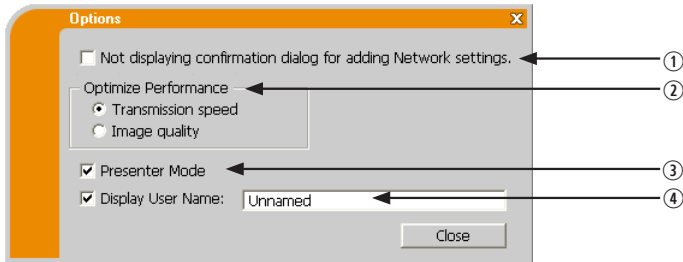 Options
Not displaying confirmation dialog for adding Network settings.
①
Optimize Performance
②
Transmission speed
Image quality
Presenter Mode
③
Display User Name: Unnamed
④
Close